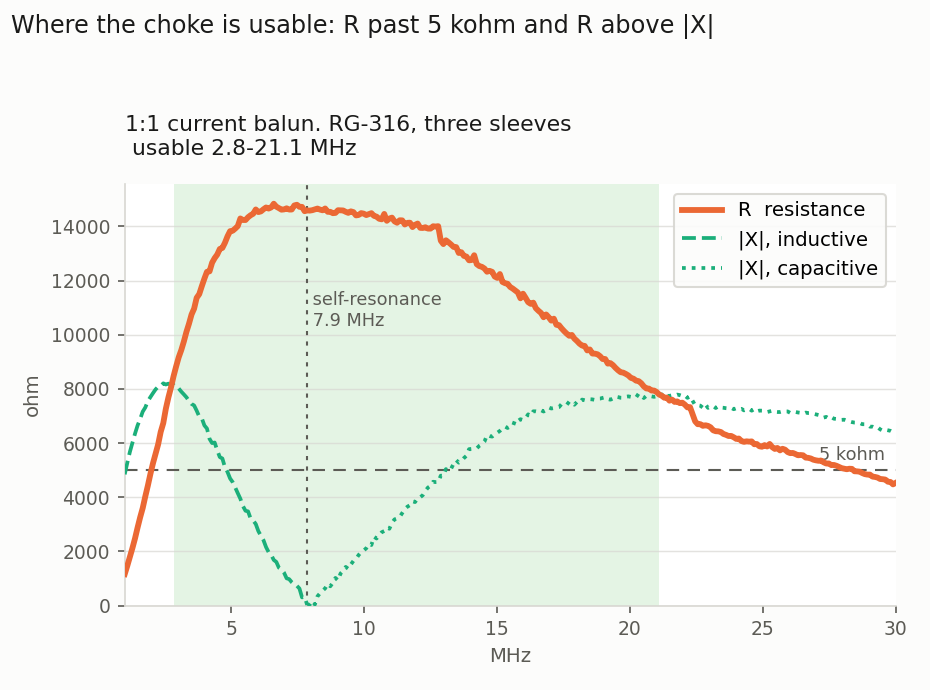 Where the choke is usable: R past 5 kohm and R above |X|
1:1 current balun. RG-316, three sleeves
usable 2.8-21.1 MHz
R  resistance
|X|, inductive
|X|, capacitive
self-resonance
7.9 MHz
5 kohm
ohm
14000
12000
10000
8000
6000
4000
2000
0
5
10
15
20
25
30
MHz